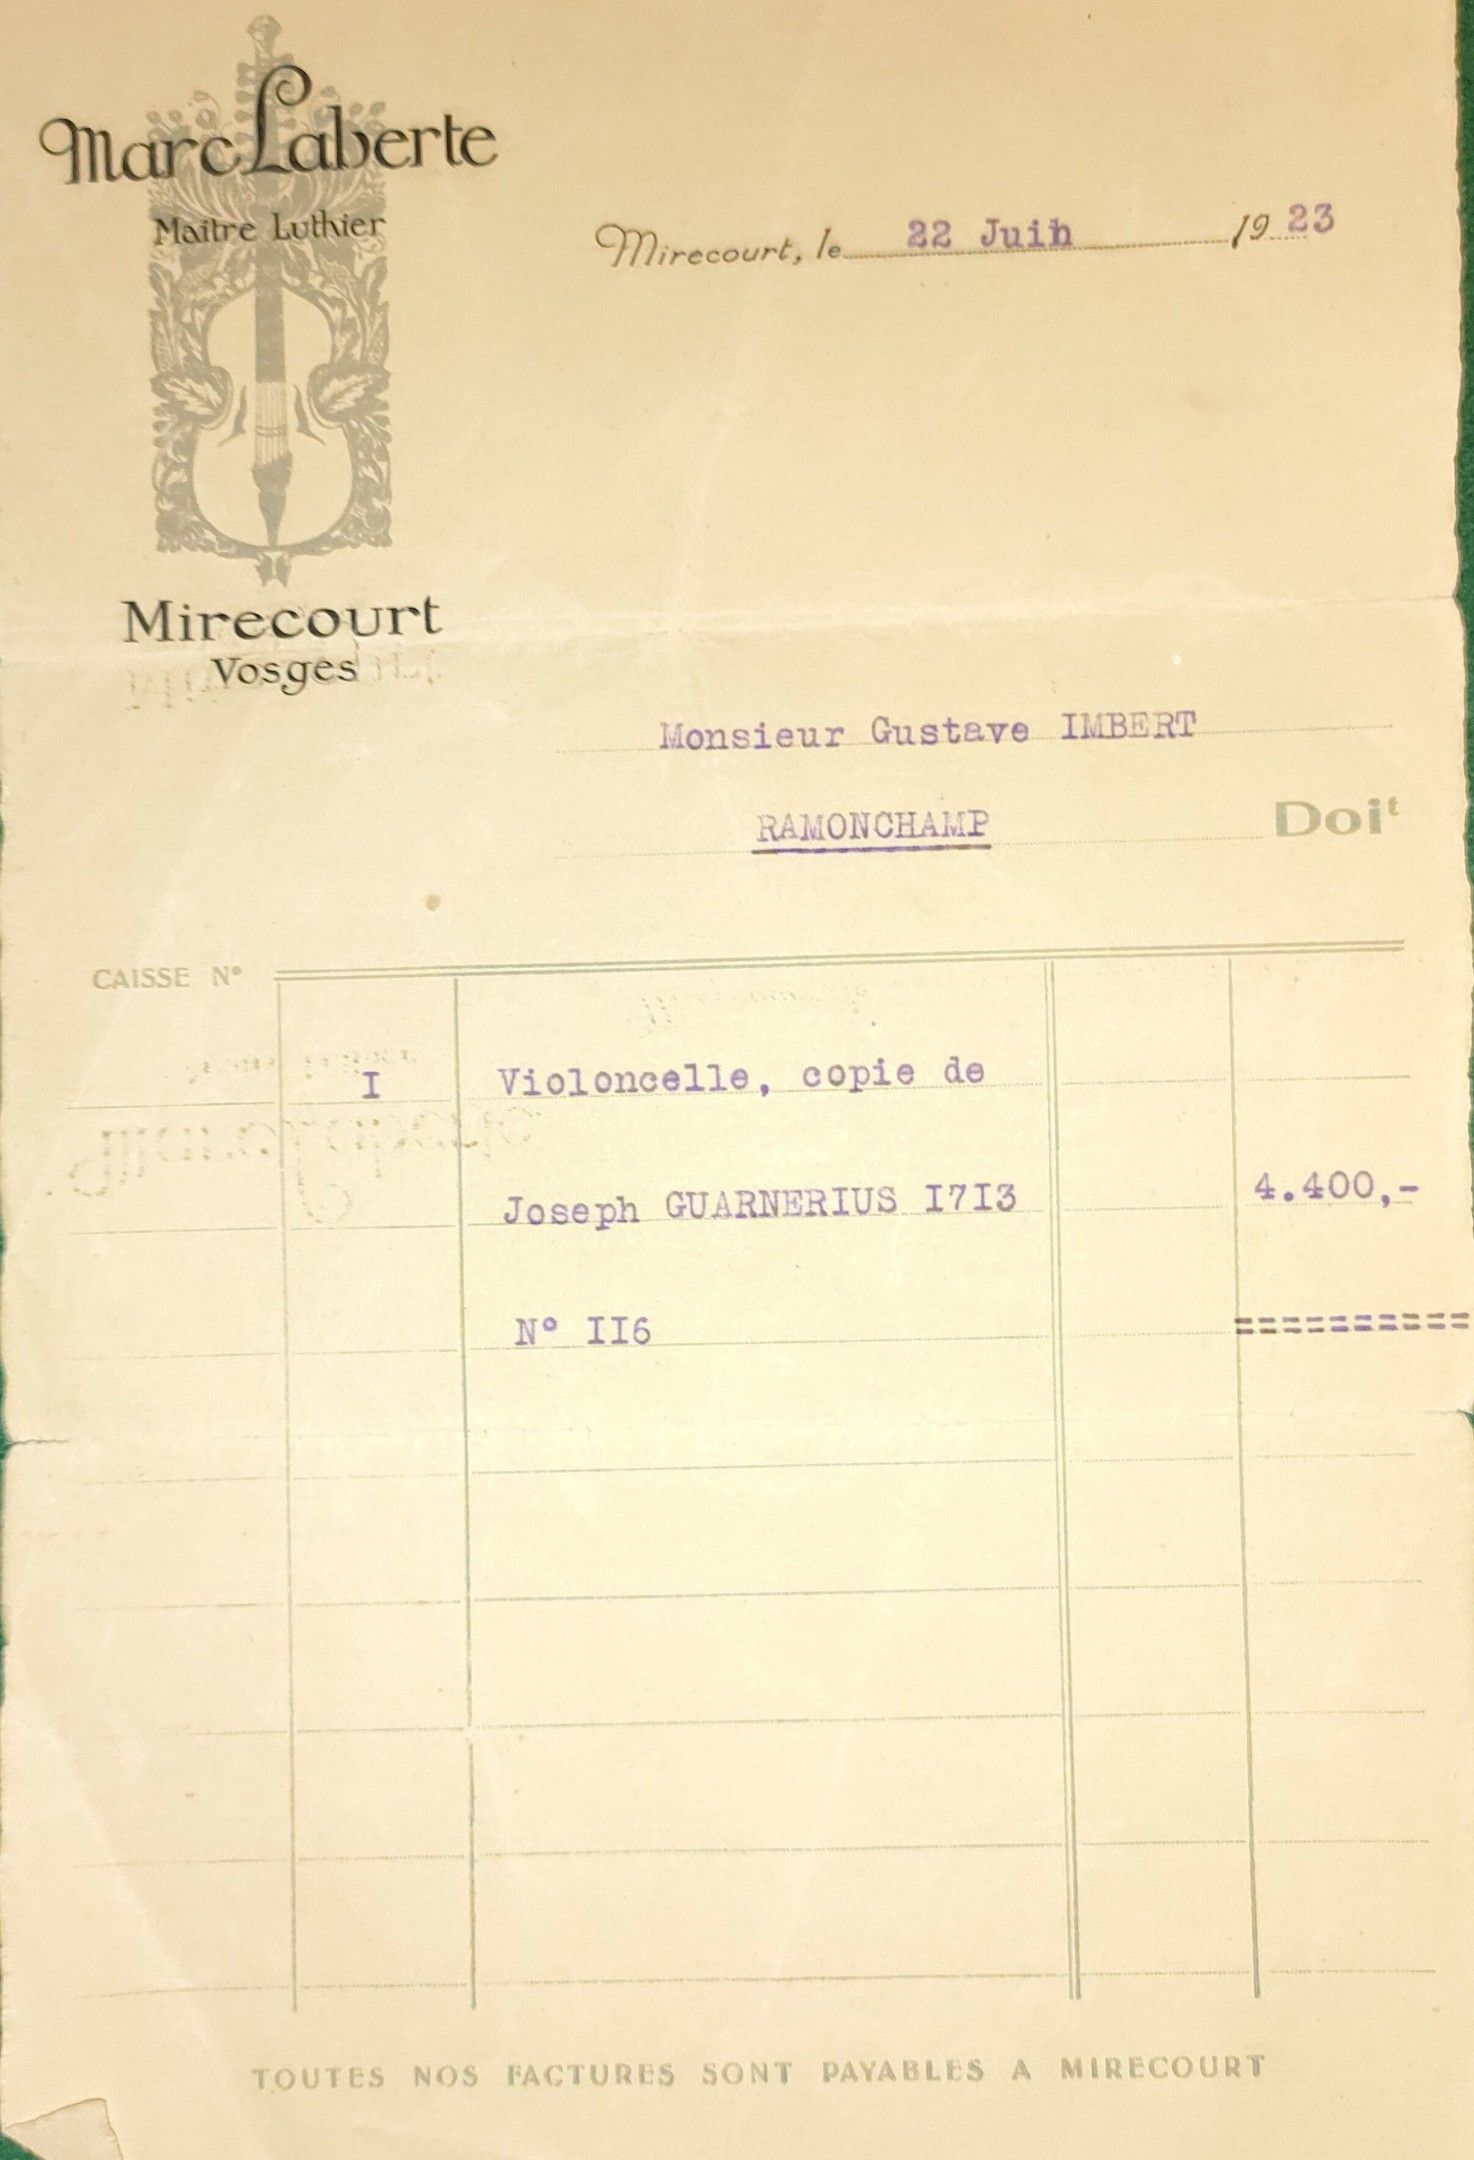 Marc Laberte
Maitre Luthier
Mirecourt, le 22 Juin 1923
Mirecourt
Vosges
Monsieur Gustave IMBERT
RAMONCHAMP
Doit
CAISSE N°
I Violoncelle, copie de
Joseph GUARNERIUS I7I3 4.400,-
N° II6 ==========
TOUTES NOS FACTURES SONT PAYABLES A MIRECOURT